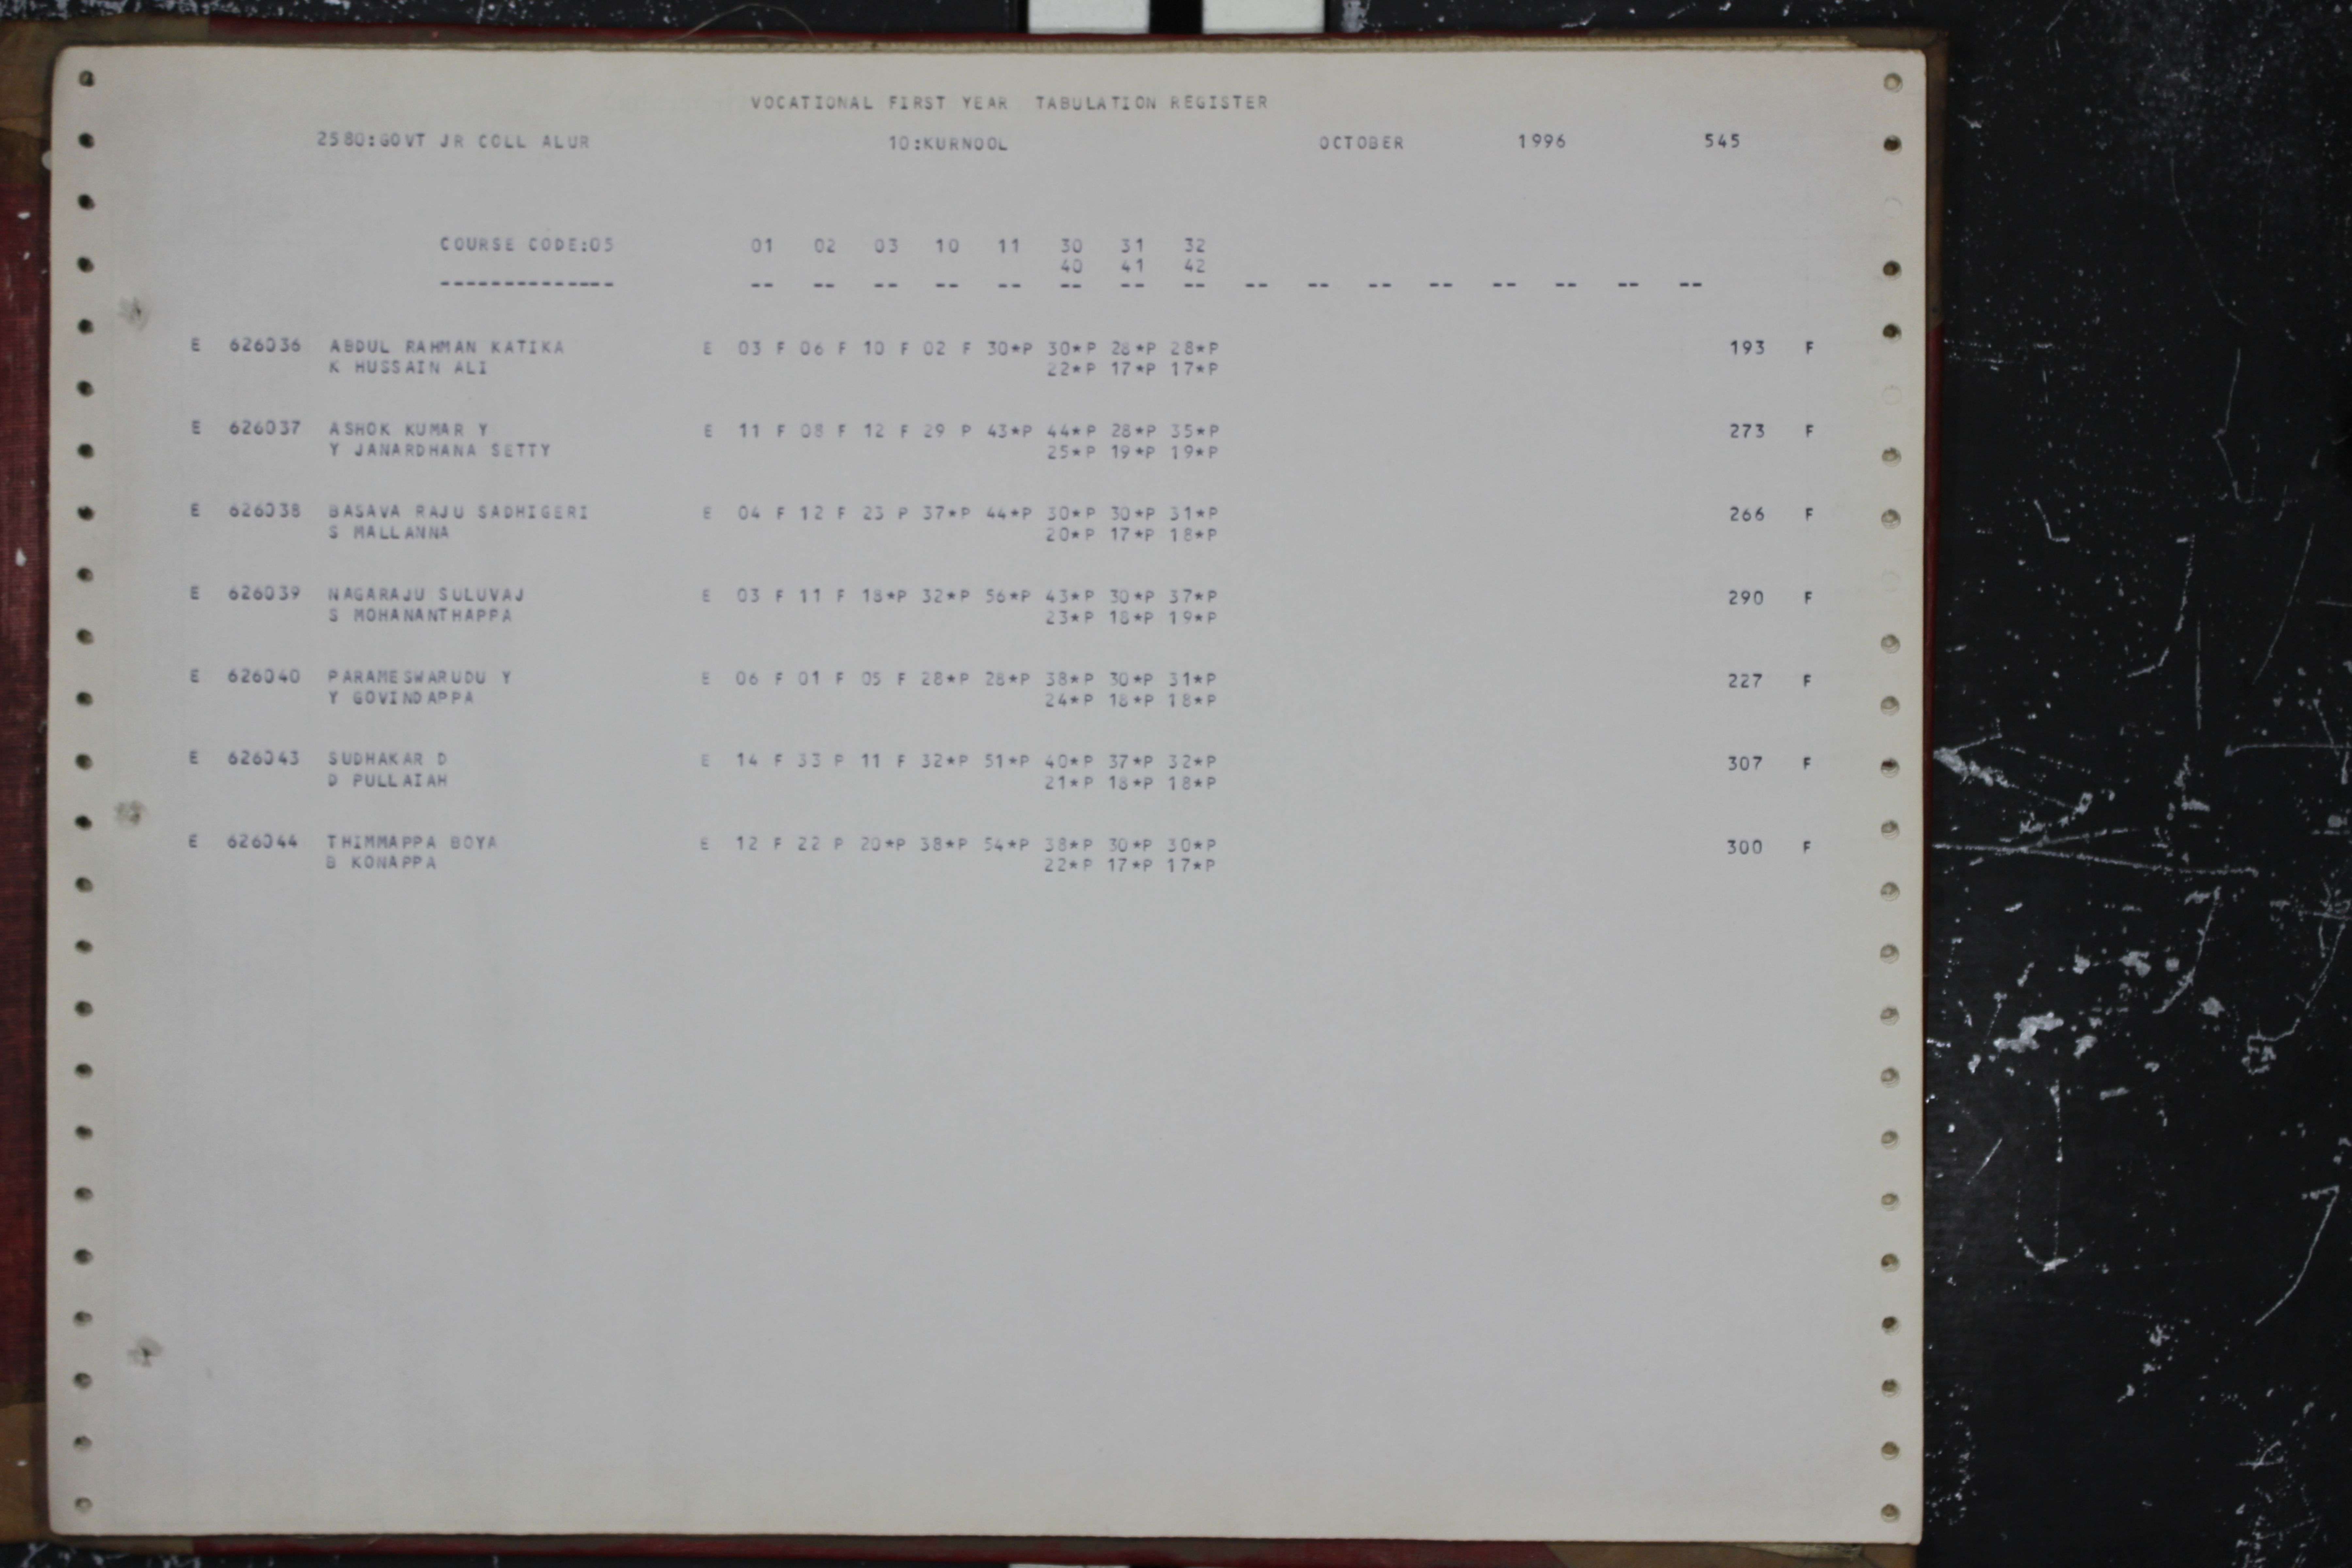 VOCATIONAL FIRST YEAR TABULATION REGISTER
2580:GOVT JR COLL ALUR 10:KURNOOL OCTOBER 1996 545
COURSE CODE:05 01 02 03 10 11 30 31 32
40 41 42
-------------- -- -- -- -- -- -- -- -- -- -- -- -- -- -- -- --
E 626036 ABDUL RAHMAN KATIKA E 03 F 06 F 10 F 02 F 30*P 30*P 28*P 28*P 193 F
K HUSSAIN ALI 22*P 17*P 17*P
E 626037 ASHOK KUMAR Y E 11 F 08 F 12 F 29 P 43*P 44*P 28*P 35*P 273 F
Y JANARDHANA SETTY 25*P 19*P 19*P
E 626038 BASAVA RAJU SADHIGERI E 04 F 12 F 23 P 37*P 44*P 30*P 30*P 31*P 266 F
S MALLANNA 20*P 17*P 18*P
E 626039 NAGARAJU SULUVAJ E 03 F 11 F 18*P 32*P 56*P 43*P 30*P 37*P 290 F
S MOHANANTHAPPA 23*P 18*P 19*P
E 626040 PARAMESWARUDU Y E 06 F 01 F 05 F 28*P 28*P 38*P 30*P 31*P 227 F
Y GOVINDAPPA 24*P 18*P 18*P
E 626043 SUDHAKAR D E 14 F 33 P 11 F 32*P 51*P 40*P 37*P 32*P 307 F
D PULLAIAH 21*P 18*P 18*P
E 626044 THIMMAPPA BOYA E 12 F 22 P 20*P 38*P 54*P 38*P 30*P 30*P 300 F
B KONAPPA 22*P 17*P 17*P